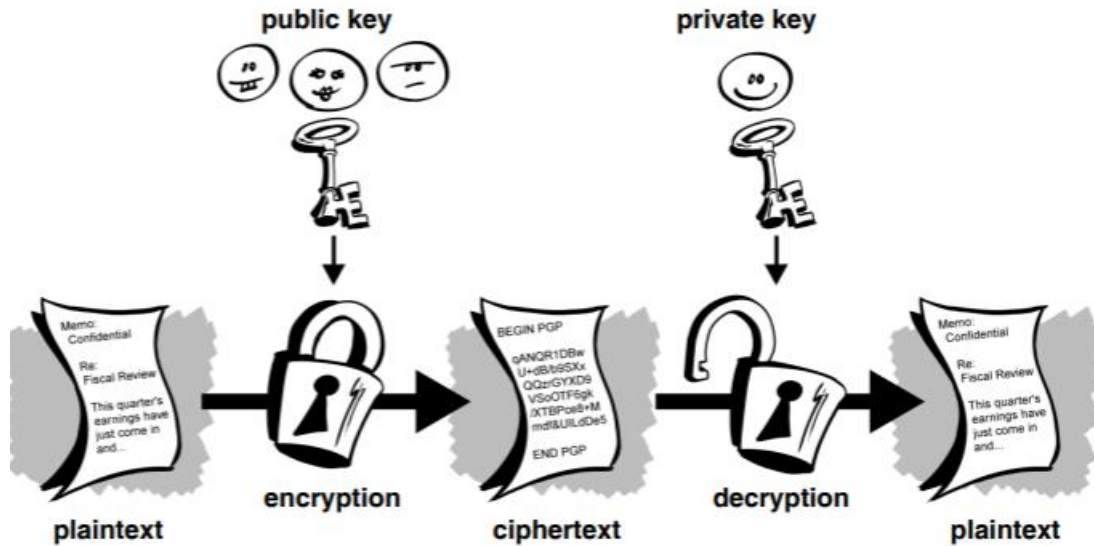 public key
private key
Memo:
Confidential
Re:
Fiscal Review
This quarter's
earnings have
just come in
and...
BEGIN PGP
qANQR1DBw
U+dB/b9SXx
QQzrGYXD9
VSoOTF6gk
/XTBPoe8+M
mdf&UILdDe5
END PGP
Memo:
Confidential
Re:
Fiscal Review
This quarter's
earnings have
just come in
and...
encryption
decryption
plaintext
ciphertext
plaintext